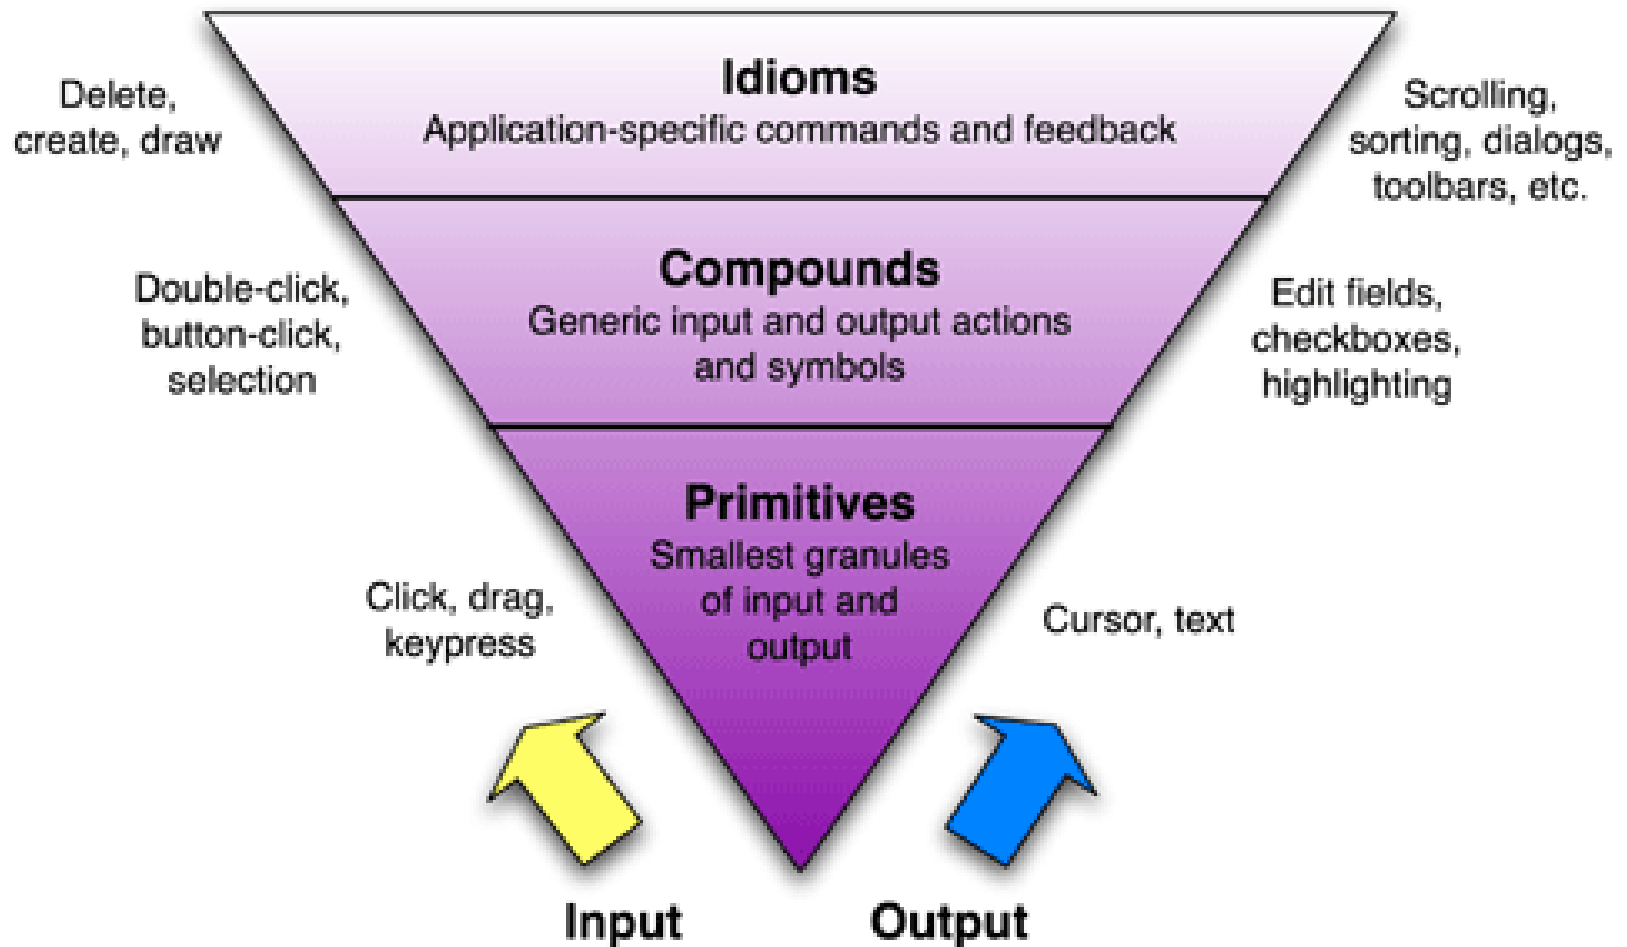 Idioms
Application-specific commands and feedback
Delete,
create, draw
Scrolling,
sorting, dialogs,
toolbars, etc.
Compounds
Generic input and output actions
and symbols
Double-click,
button-click,
selection
Edit fields,
checkboxes,
highlighting
Primitives
Smallest granules
of input and
output
Click, drag,
keypress
Cursor, text
Input
Output